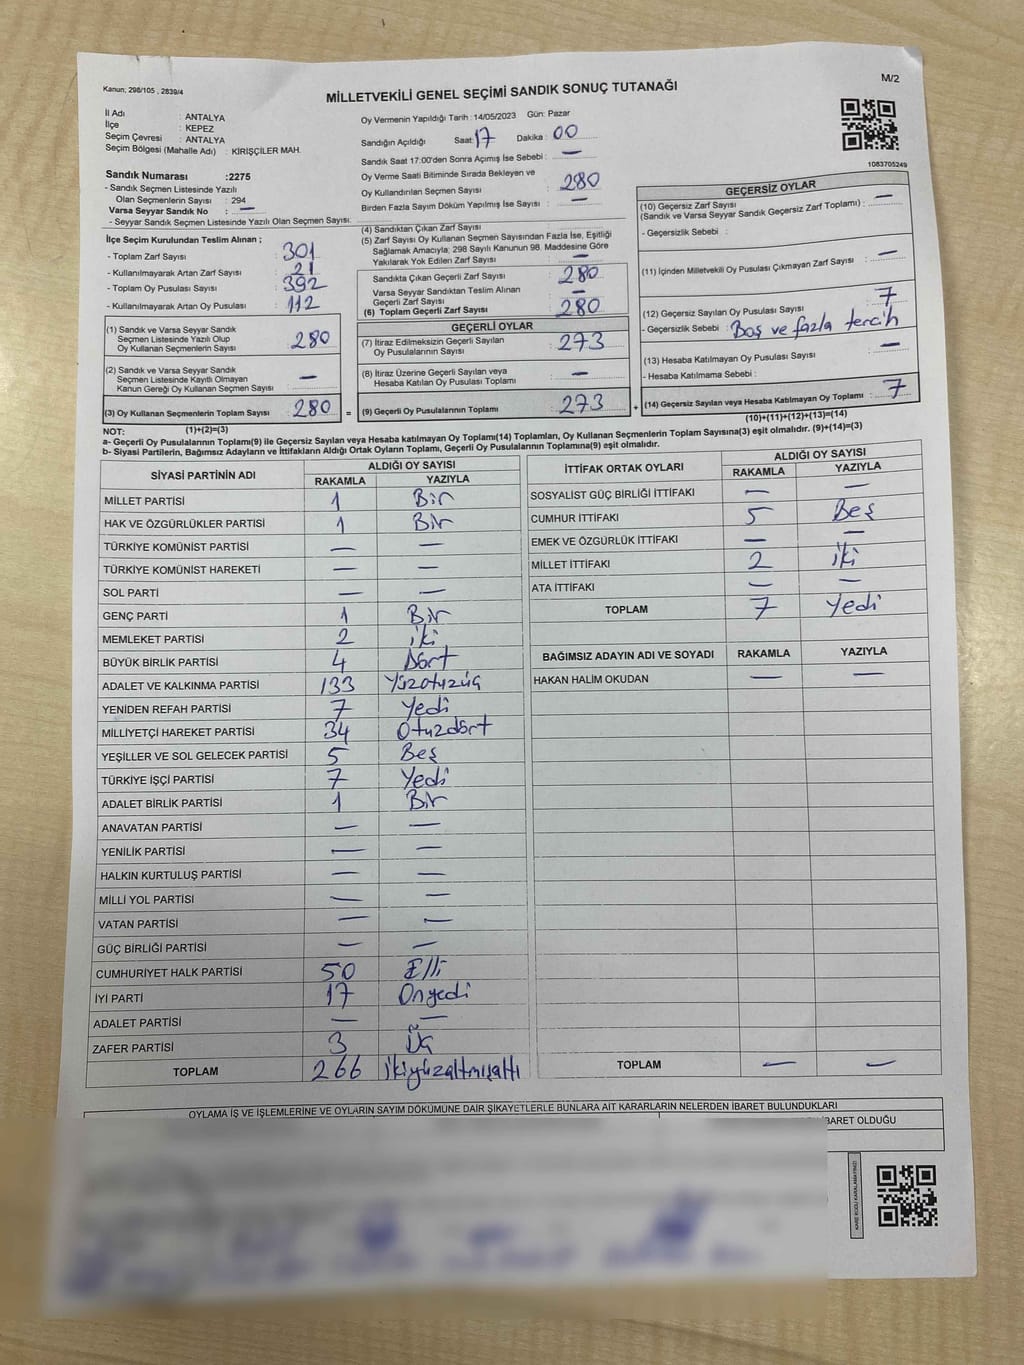 Kanun; 298/105 , 2839/4
MİLLETVEKİLİ GENEL SEÇİMİ SANDIK SONUÇ TUTANAĞI
M/2
İl Adı : ANTALYA
İlçe : KEPEZ
Seçim Çevresi : ANTALYA
Seçim Bölgesi (Mahalle Adı) : KİRİŞÇİLER MAH.
Sandık Numarası :2275
- Sandık Seçmen Listesinde Yazılı
Olan Seçmenlerin Sayısı : 294
Varsa Seyyar Sandık No : —
- Seyyar Sandık Seçmen Listesinde Yazılı Olan Seçmen Sayısı:
İlçe Seçim Kurulundan Teslim Alınan ;
- Toplam Zarf Sayısı : 301
- Kullanılmayarak Artan Zarf Sayısı : 21
- Toplam Oy Pusulası Sayısı : 392
- Kullanılmayarak Artan Oy Pusulası : 112
(1) Sandık ve Varsa Seyyar Sandık
Seçmen Listesinde Yazılı Olup
Oy Kullanan Seçmenlerin Sayısı : 280
(2) Sandık ve Varsa Seyyar Sandık
Seçmen Listesinde Kayıtlı Olmayan
Kanun Gereği Oy Kullanan Seçmen Sayısı : —
(3) Oy Kullanan Seçmenlerin Toplam Sayısı : 280 =
(1)+(2)=(3)
Oy Vermenin Yapıldığı Tarih : 14/05/2023 Gün: Pazar
Sandığın Açıldığı Saat: 17 Dakika : 00
Sandık Saat 17:00'den Sonra Açımış İse Sebebi : —
Oy Verme Saati Bitiminde Sırada Bekleyen ve
Oy Kullandırılan Seçmen Sayısı : 280
Birden Fazla Sayım Döküm Yapılmış İse Sayısı : —
(4) Sandıktan Çıkan Zarf Sayısı :
(5) Zarf Sayısı Oy Kullanan Seçmen Sayısından Fazla İse, Eşitliği
Sağlamak Amacıyla; 298 Sayılı Kanunun 98. Maddesine Göre
Yakılarak Yok Edilen Zarf Sayısı : —
Sandıkta Çıkan Geçerli Zarf Sayısı : 280
Varsa Seyyar Sandıktan Teslim Alınan
Geçerli Zarf Sayısı : —
(6) Toplam Geçerli Zarf Sayısı : 280
GEÇERLİ OYLAR
(7) İtiraz Edilmeksizin Geçerli Sayılan
Oy Pusulalarının Sayısı : 273
(8) İtiraz Üzerine Geçerli Sayılan veya
Hesaba Katılan Oy Pusulası Toplamı : —
(9) Geçerli Oy Pusulalarının Toplamı : 273 +
1083705249
GEÇERSİZ OYLAR
(10) Geçersiz Zarf Sayısı
(Sandık ve Varsa Seyyar Sandık Geçersiz Zarf Toplamı) : —
- Geçersizlik Sebebi :
(11) İçinden Milletvekili Oy Pusulası Çıkmayan Zarf Sayısı : —
(12) Geçersiz Sayılan Oy Pusulası Sayısı : 7
- Geçersizlik Sebebi : Boş ve fazla tercih
(13) Hesaba Katılmayan Oy Pusulası Sayısı : —
- Hesaba Katılmama Sebebi :
(14) Geçersiz Sayılan veya Hesaba Katılmayan Oy Toplamı : 7
(10)+(11)+(12)+(13)=(14)
NOT:
a- Geçerli Oy Pusulasının Toplamı(9) ile Geçersiz Sayılan veya Hesaba katılmayan Oy Toplamı(14) Toplamları, Oy Kullanan Seçmenlerin Toplam Sayısına(3) eşit olmalıdır. (9)+(14)=(3)
b- Siyasi Partilerin, Bağımsız Adayların ve İttifakların Aldığı Ortak Oyların Toplamı, Geçerli Oy Pusulalarının Toplamına(9) eşit olmalıdır.
SİYASİ PARTİNİN ADI ALDIĞI OY SAYISI
RAKAMLA YAZIYLA
MİLLET PARTİSİ 1 Bir
HAK VE ÖZGÜRLÜKLER PARTİSİ 1 Bir
TÜRKİYE KOMÜNİST PARTİSİ — —
TÜRKİYE KOMÜNİST HAREKETİ — —
SOL PARTİ — —
GENÇ PARTİ 1 Bir
MEMLEKET PARTİSİ 2 iki
BÜYÜK BİRLİK PARTİSİ 4 Dört
ADALET VE KALKINMA PARTİSİ 133 Yüzotuzüç
YENİDEN REFAH PARTİSİ 7 Yedi
MİLLİYETÇİ HAREKET PARTİSİ 34 Otuzdört
YEŞİLLER VE SOL GELECEK PARTİSİ 5 Beş
TÜRKİYE İŞÇİ PARTİSİ 7 Yedi
ADALET BİRLİK PARTİSİ 1 Bir
ANAVATAN PARTİSİ — —
YENİLİK PARTİSİ — —
HALKIN KURTULUŞ PARTİSİ — —
MİLLİ YOL PARTİSİ — —
VATAN PARTİSİ — —
GÜÇ BİRLİĞİ PARTİSİ — —
CUMHURİYET HALK PARTİSİ 50 Elli
İYİ PARTİ 17 Onyedi
ADALET PARTİSİ — —
ZAFER PARTİSİ 3 Üç
TOPLAM 266 ikiyüzaltmışaltı
İTTİFAK ORTAK OYLARI ALDIĞI OY SAYISI
RAKAMLA YAZIYLA
SOSYALİST GÜÇ BİRLİĞİ İTTİFAKI — —
CUMHUR İTTİFAKI 5 Beş
EMEK VE ÖZGÜRLÜK İTTİFAKI — —
MİLLET İTTİFAKI 2 iki
ATA İTTİFAKI — —
TOPLAM 7 Yedi
BAĞIMSIZ ADAYIN ADI VE SOYADI RAKAMLA YAZIYLA
HAKAN HALİM OKUDAN — —
TOPLAM — —
OYLAMA İŞ VE İŞLEMLERİNE VE OYLARIN SAYIM DÖKÜMÜNE DAİR ŞİKAYETLERLE BUNLARA AİT KARARLARIN NELERDEN İBARET BULUNDUKLARI
İBARET OLDUĞU